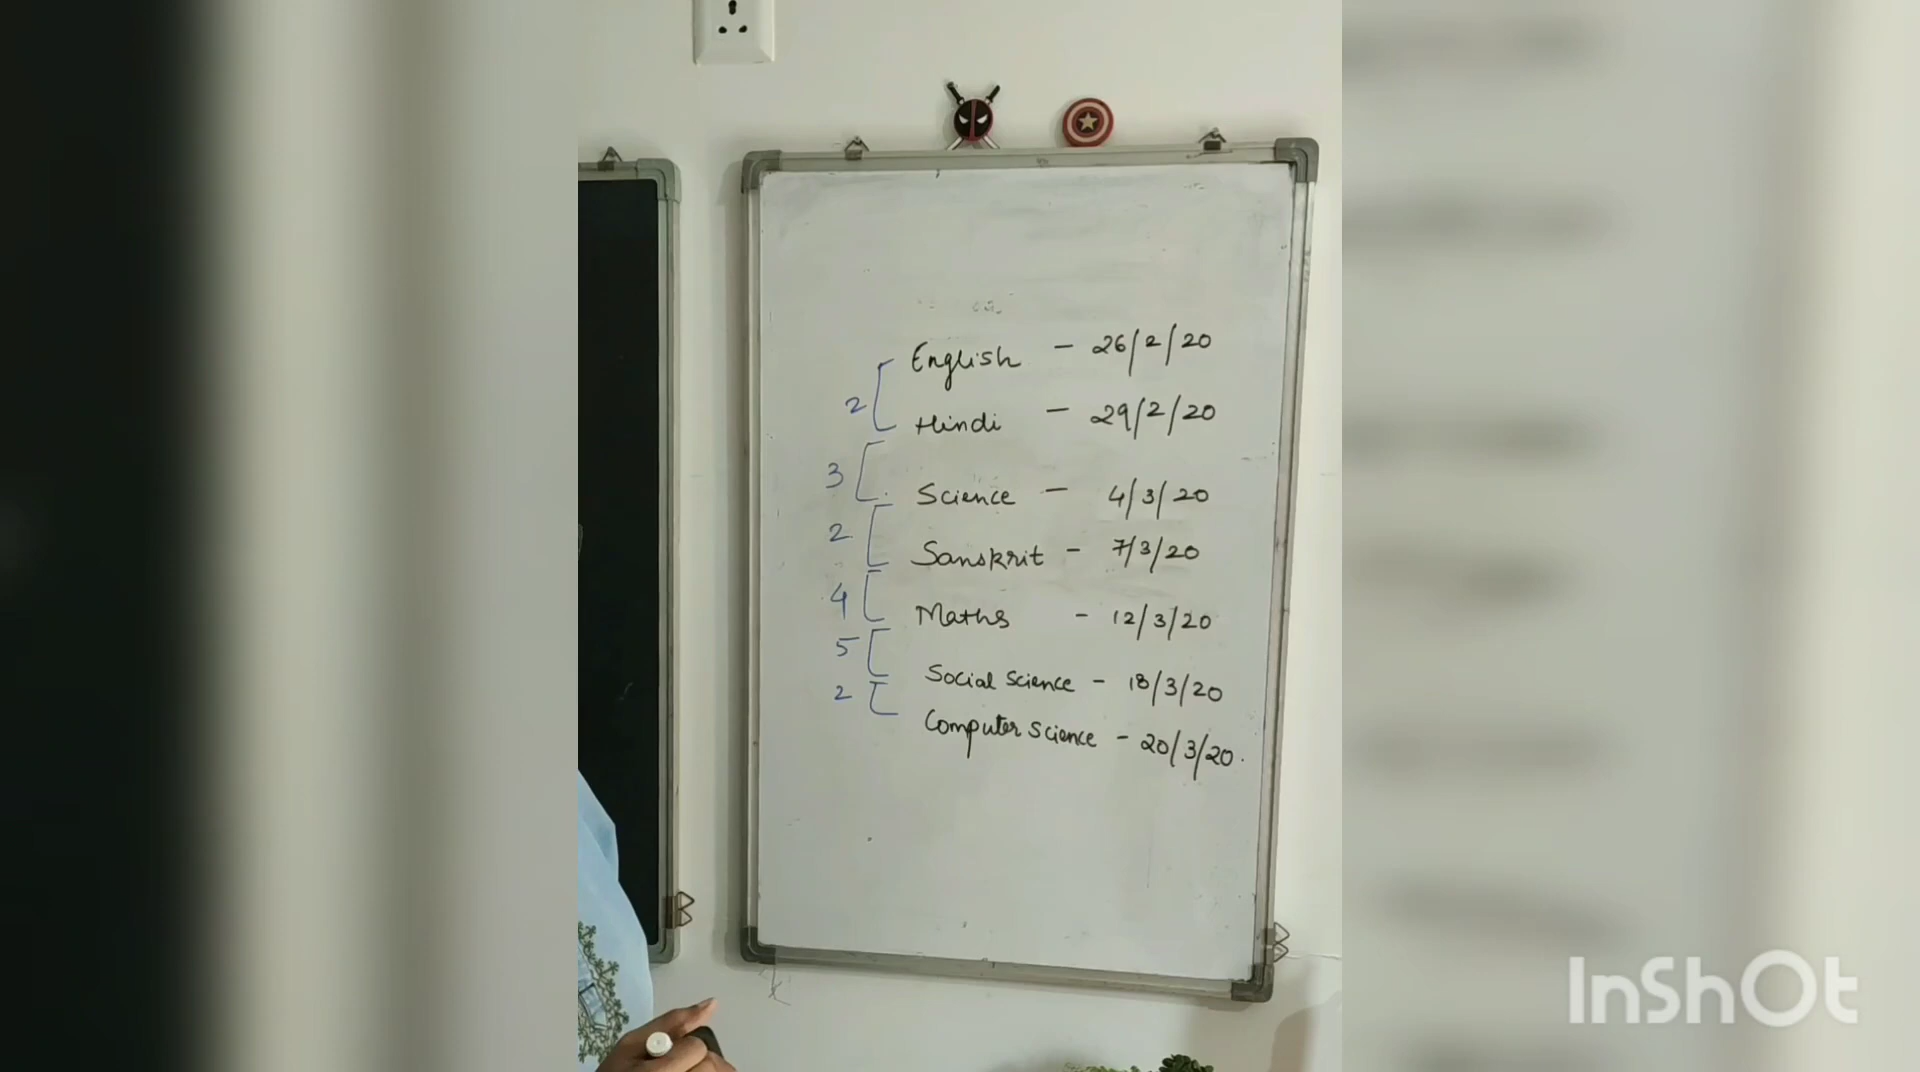 English - 26/2/20
2
Hindi - 29/2/20
3
Science - 4/3/20
2
Sanskrit - 7/3/20
4
Maths - 12/3/20
5
Social Science - 18/3/20
2
Computer Science - 20/3/20.
InShOt